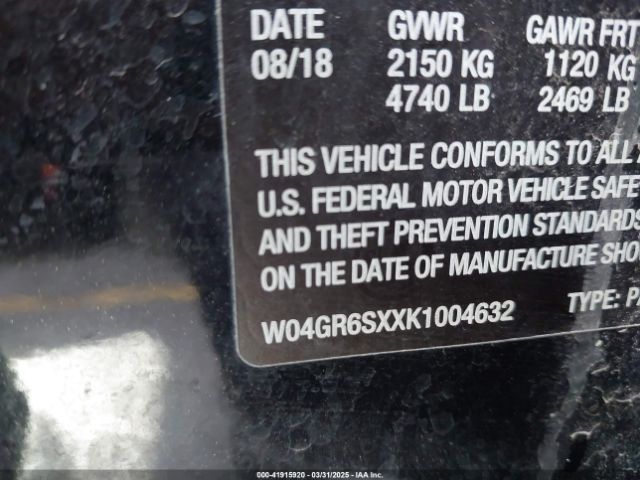 DATE GVWR GAWR FRT
08/18 2150 KG 1120 KG
4740 LB 2469 LB
THIS VEHICLE CONFORMS TO ALL
U.S. FEDERAL MOTOR VEHICLE SAFE
AND THEFT PREVENTION STANDARDS
ON THE DATE OF MANUFACTURE SHO
W04GR6SXXK1004632 TYPE: P
000-41915920 - 03/31/2025 - IAA Inc.